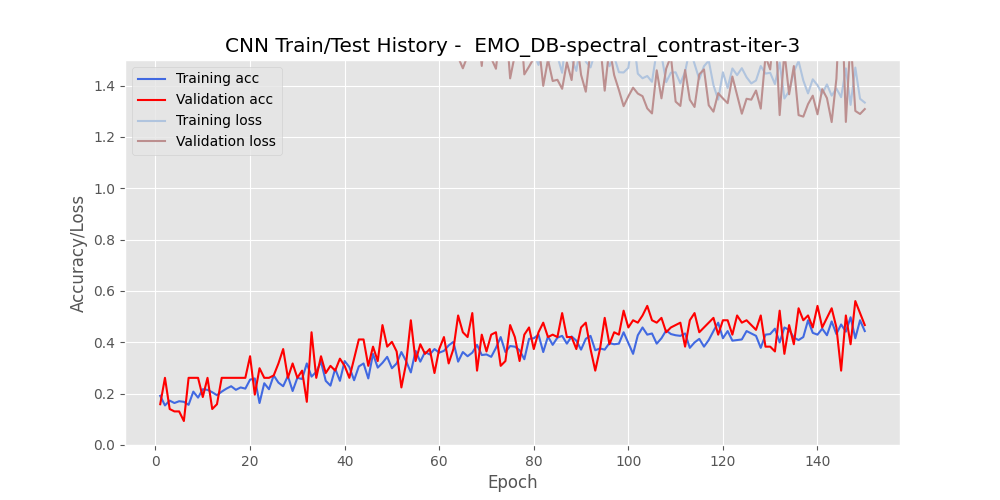 CNN Train/Test History -  EMO_DB-spectral_contrast-iter-3
Training acc
Validation acc
Training loss
Validation loss
Accuracy/Loss
1.4
1.2
1.0
0.8
0.6
0.4
0.2
0.0
0 20 40 60 80 100 120 140
Epoch